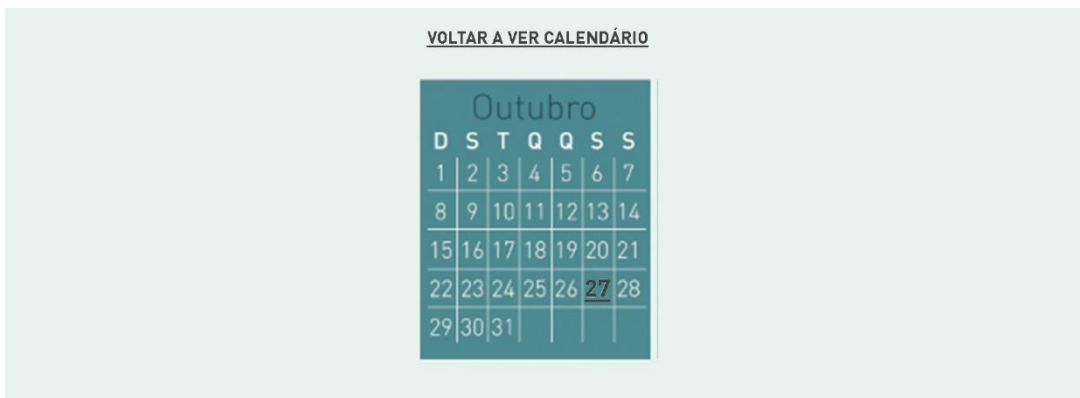 VOLTAR A VER CALENDÁRIO
Outubro
D S T Q Q S S
1 2 3 4 5 6 7
8 9 10 11 12 13 14
15 16 17 18 19 20 21
22 23 24 25 26 27 28
29 30 31